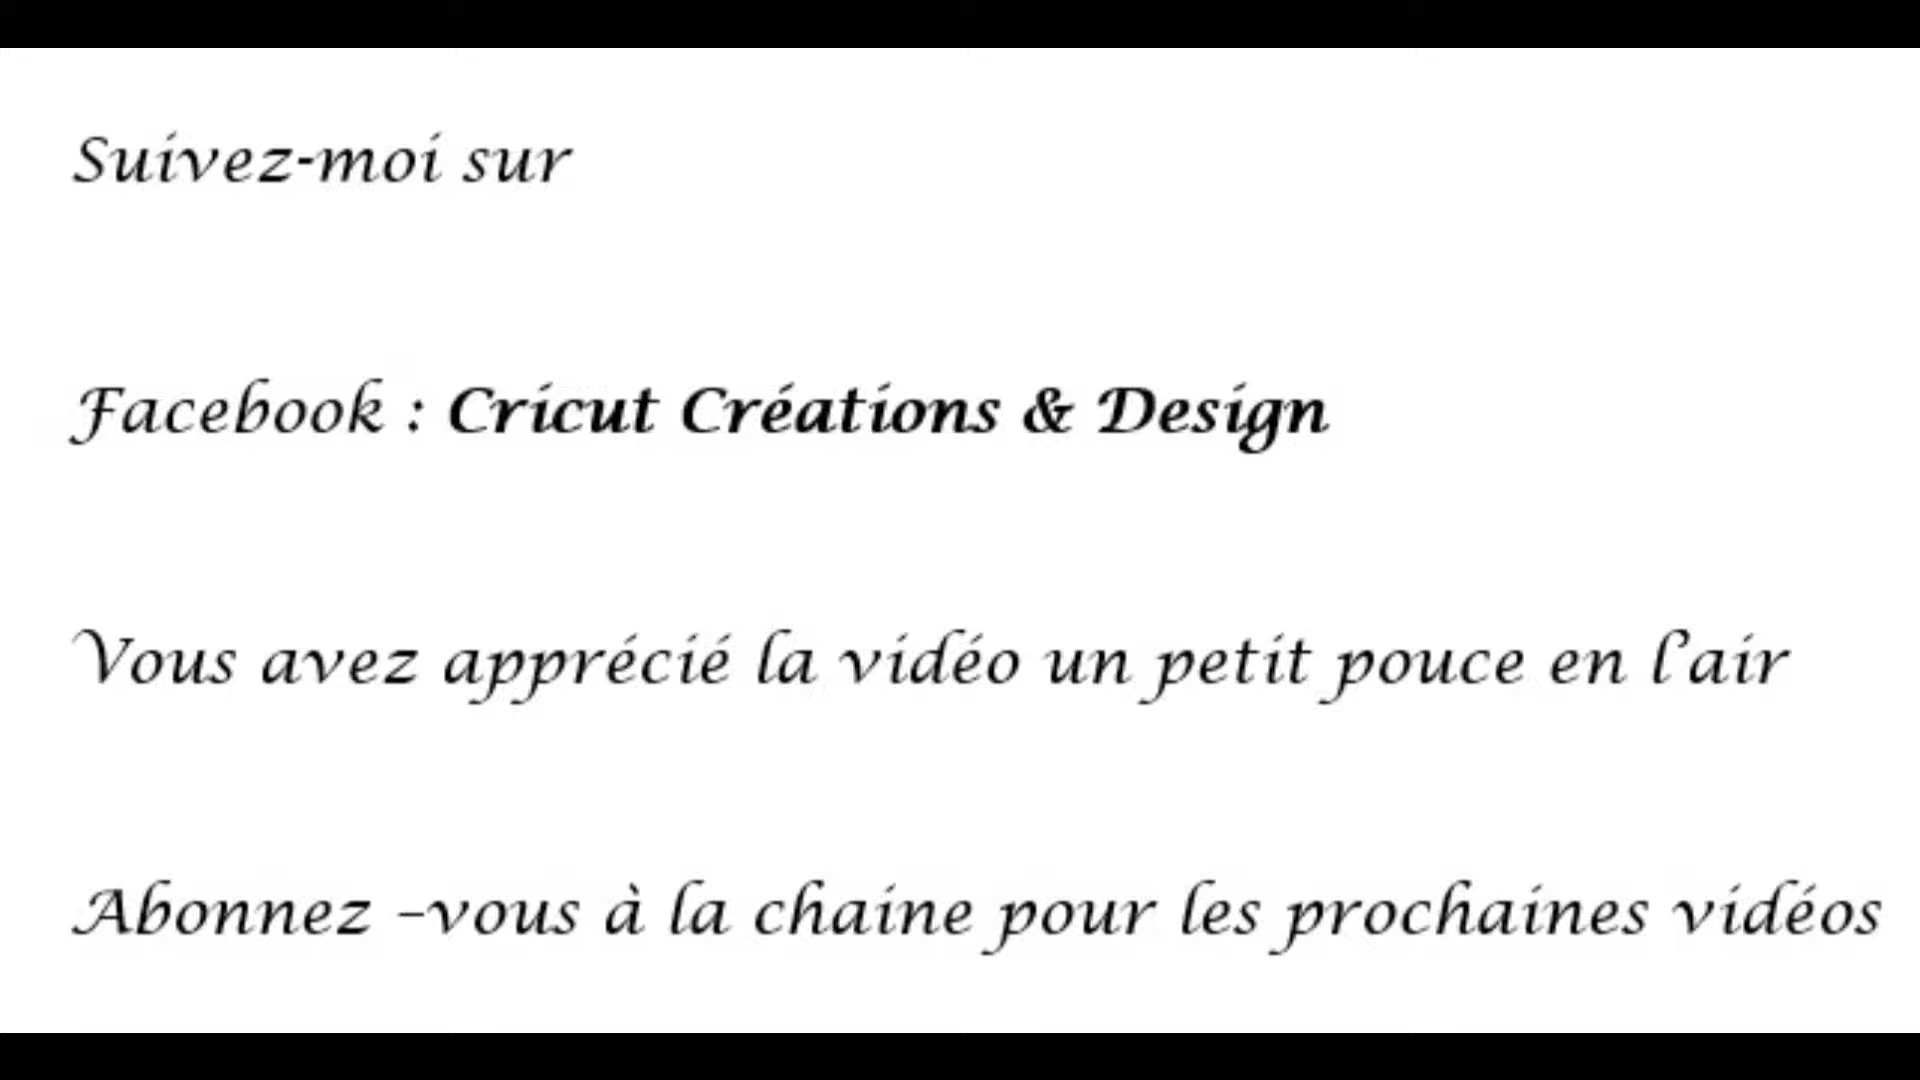 Suivez-moi sur
Facebook : Cricut Créations & Design
Vous avez apprécié la vidéo un petit pouce en l’air
Abonnez –vous à la chaine pour les prochaines vidéos